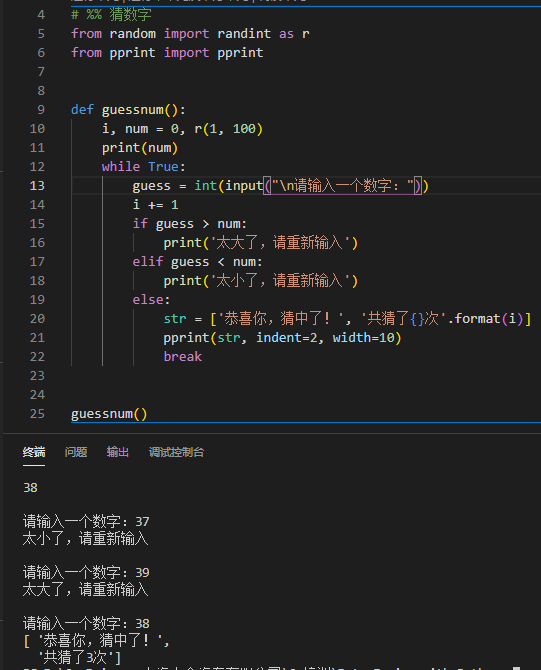 4 # %% 猜数字
5 from random import randint as r
6 from pprint import pprint
7
8
9 def guessnum():
10 i, num = 0, r(1, 100)
11 print(num)
12 while True:
13 guess = int(input("\n请输入一个数字："))
14 i += 1
15 if guess > num:
16 print('太大了，请重新输入')
17 elif guess < num:
18 print('太小了，请重新输入')
19 else:
20 str = ['恭喜你，猜中了！', '共猜了{}次'.format(i)]
21 pprint(str, indent=2, width=10)
22 break
23
24
25 guessnum()
终端 问题 输出 调试控制台
38
请输入一个数字：37
太小了，请重新输入
请输入一个数字：39
太大了，请重新输入
请输入一个数字：38
[ '恭喜你，猜中了！',
'共猜了3次']